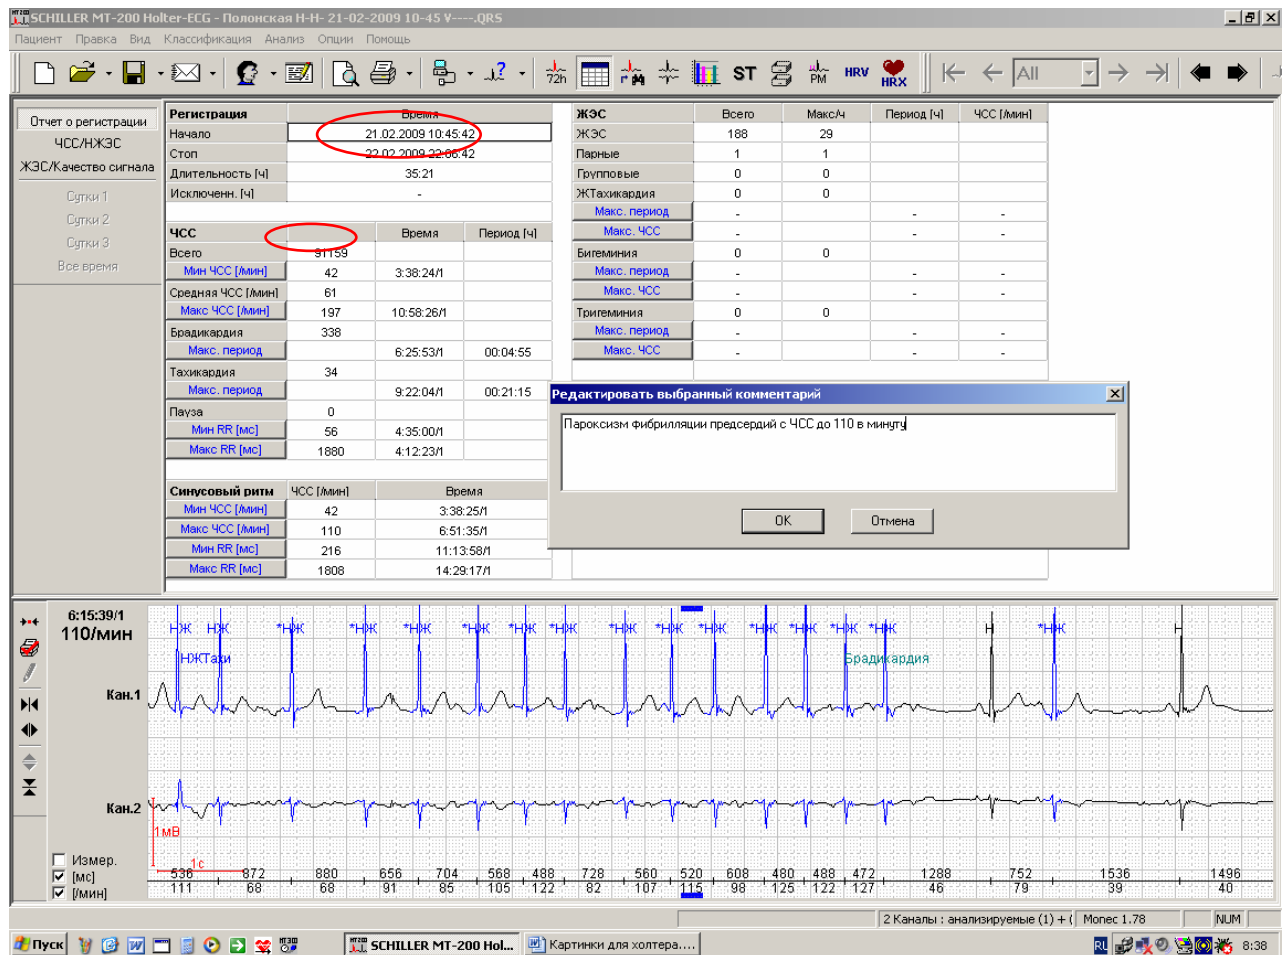 SCHILLER MT-200 Holter-ECG - Полонская Н-Н- 21-02-2009 10-45 V----.QRS
Пациент Правка Вид Классификация Анализ Опции Помощь
72h ST PM HRV HRX All
Отчет о регистрации
ЧСС/НЖЭС
ЖЭС/Качество сигнала
Сутки 1
Сутки 2
Сутки 3
Все время
Регистрация Время
Начало 21.02.2009 10:45:42
Стоп 22.02.2009 22:06:42
Длительность [ч] 35:21
Исключенн. [ч] -
ЧСС Время Период [ч]
Всего 91159
Мин ЧСС [/мин] 42 3:38:24/1
Средняя ЧСС [/мин] 61
Макс ЧСС [/мин] 197 10:58:26/1
Брадикардия 338
Макс. период 6:25:53/1 00:04:55
Тахикардия 34
Макс. период 9:22:04/1 00:21:15
Пауза 0
Мин RR [мс] 56 4:35:00/1
Макс RR [мс] 1880 4:12:23/1
Синусовый ритм ЧСС [/мин] Время
Мин ЧСС [/мин] 42 3:38:25/1
Макс ЧСС [/мин] 110 6:51:35/1
Мин RR [мс] 216 11:13:58/1
Макс RR [мс] 1808 14:29:17/1
ЖЭС Всего Макс/ч Период [ч] ЧСС [/мин]
ЖЭС 188 29
Парные 1 1
Групповые 0 0
ЖТахикардия 0 0
Макс. период - - -
Макс. ЧСС - - -
Бигеминия 0 0
Макс. период - - -
Макс. ЧСС - - -
Тригеминия 0 0
Макс. период - - -
Макс. ЧСС - - -
Редактировать выбранный комментарий
Пароксизм фибрилляции предсердий с ЧСС до 110 в минуту
OK Отмена
6:15:39/1
110/мин
НЖ НЖ *НЖ *НЖ *НЖ *НЖ *НЖ *НЖ *НЖ *НЖ *НЖ *НЖ *НЖ *НЖ *НЖ Н *НЖ Н
НЖТахи Брадикардия
Кан.1
Кан.2
1мВ
1с
Измер.
[мс] 536 872 880 656 704 568 488 728 560 520 608 480 488 472 1288 752 1536 1496
[/мин] 111 68 68 91 85 105 122 82 107 115 98 125 122 127 46 79 39 40
2 Каналы : анализируемые (1) + ( Монес 1.78 NUM
Пуск SCHILLER MT-200 Hol... Картинки для холтера.... RL 8:38